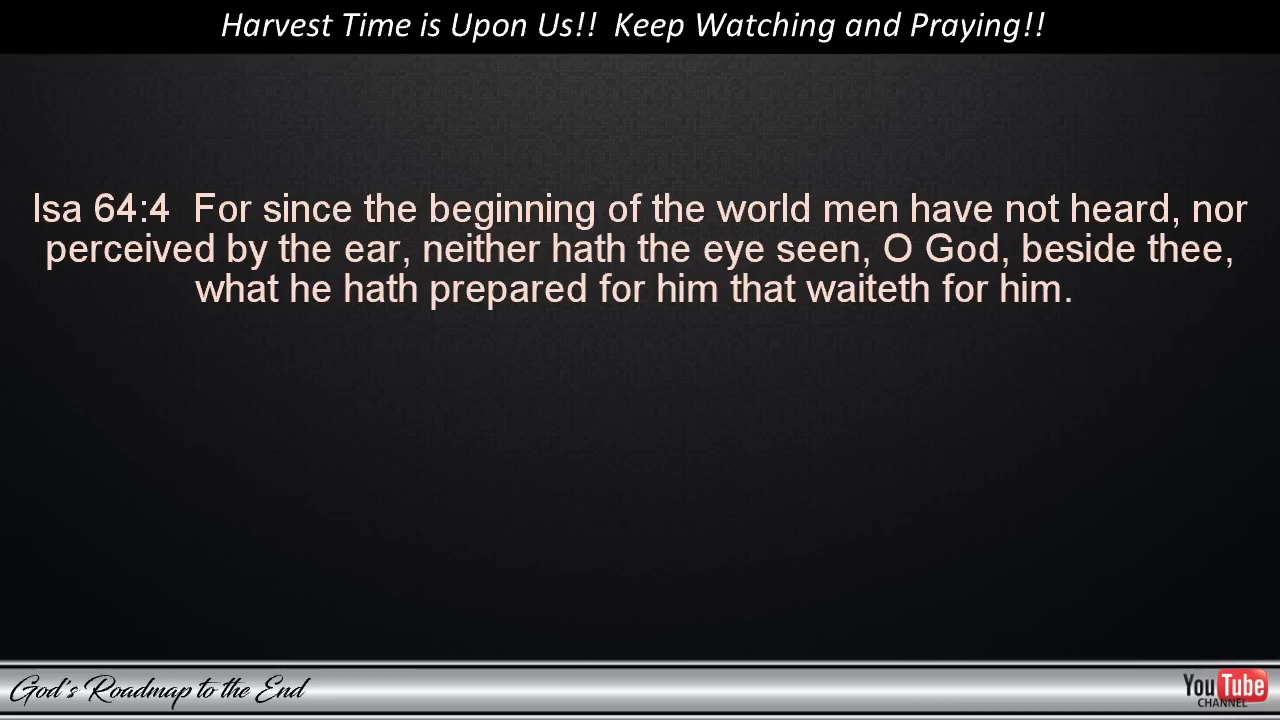 Harvest Time is Upon Us!!  Keep Watching and Praying!!
Isa 64:4  For since the beginning of the world men have not heard, nor
perceived by the ear, neither hath the eye seen, O God, beside thee,
what he hath prepared for him that waiteth for him.
God's Roadmap to the End
YouTube
CHANNEL